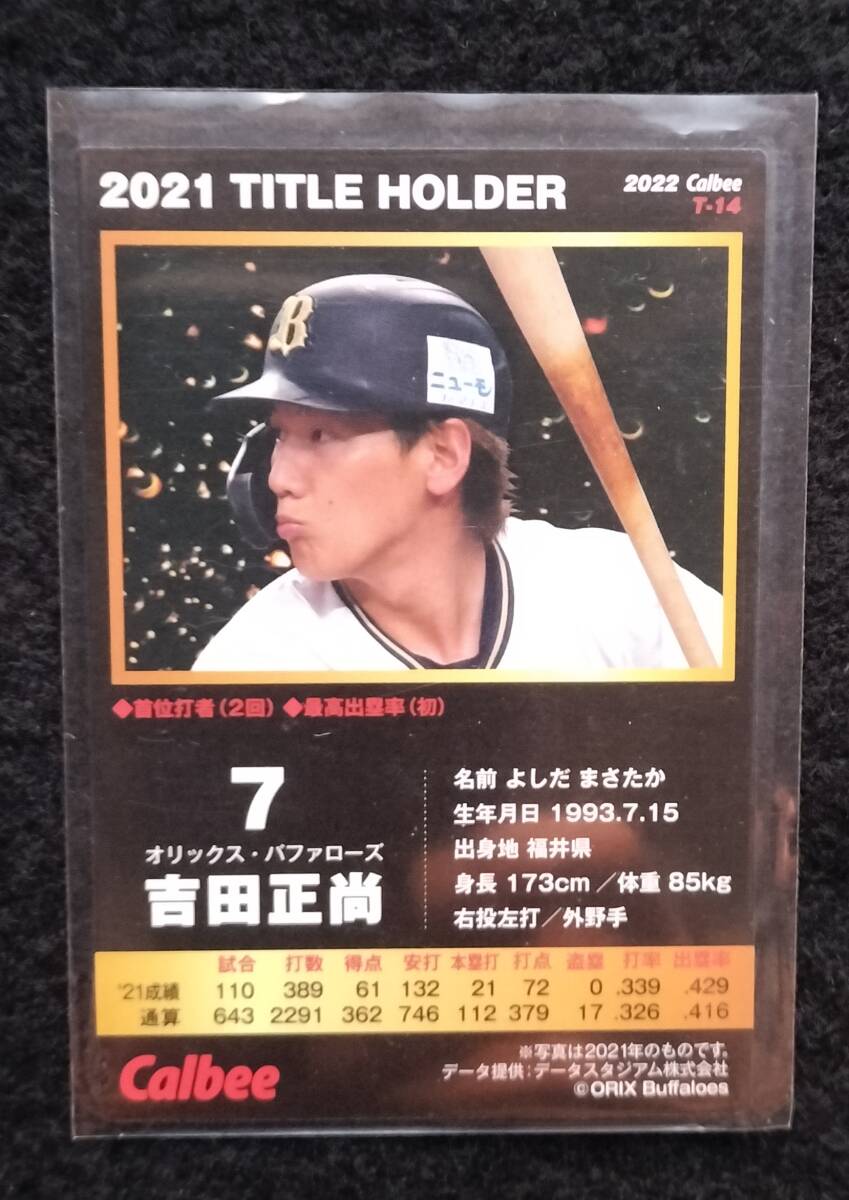 2021 TITLE HOLDER
2022 Calbee
T-14
B
ニューモ
◆首位打者(2回) ◆最高出塁率(初)
7
オリックス・バファローズ
吉田正尚
名前 よしだ まさたか
生年月日 1993.7.15
出身地 福井県
身長 173cm/体重 85kg
右投左打/外野手
試合 打数 得点 安打 本塁打 打点 盗塁 打率 出塁率
'21成績 110 389 61 132 21 72 0 .339 .429
通算 643 2291 362 746 112 379 17 .326 .416
Calbee
※写真は2021年のものです。
データ提供:データスタジアム株式会社
©ORIX Buffaloes